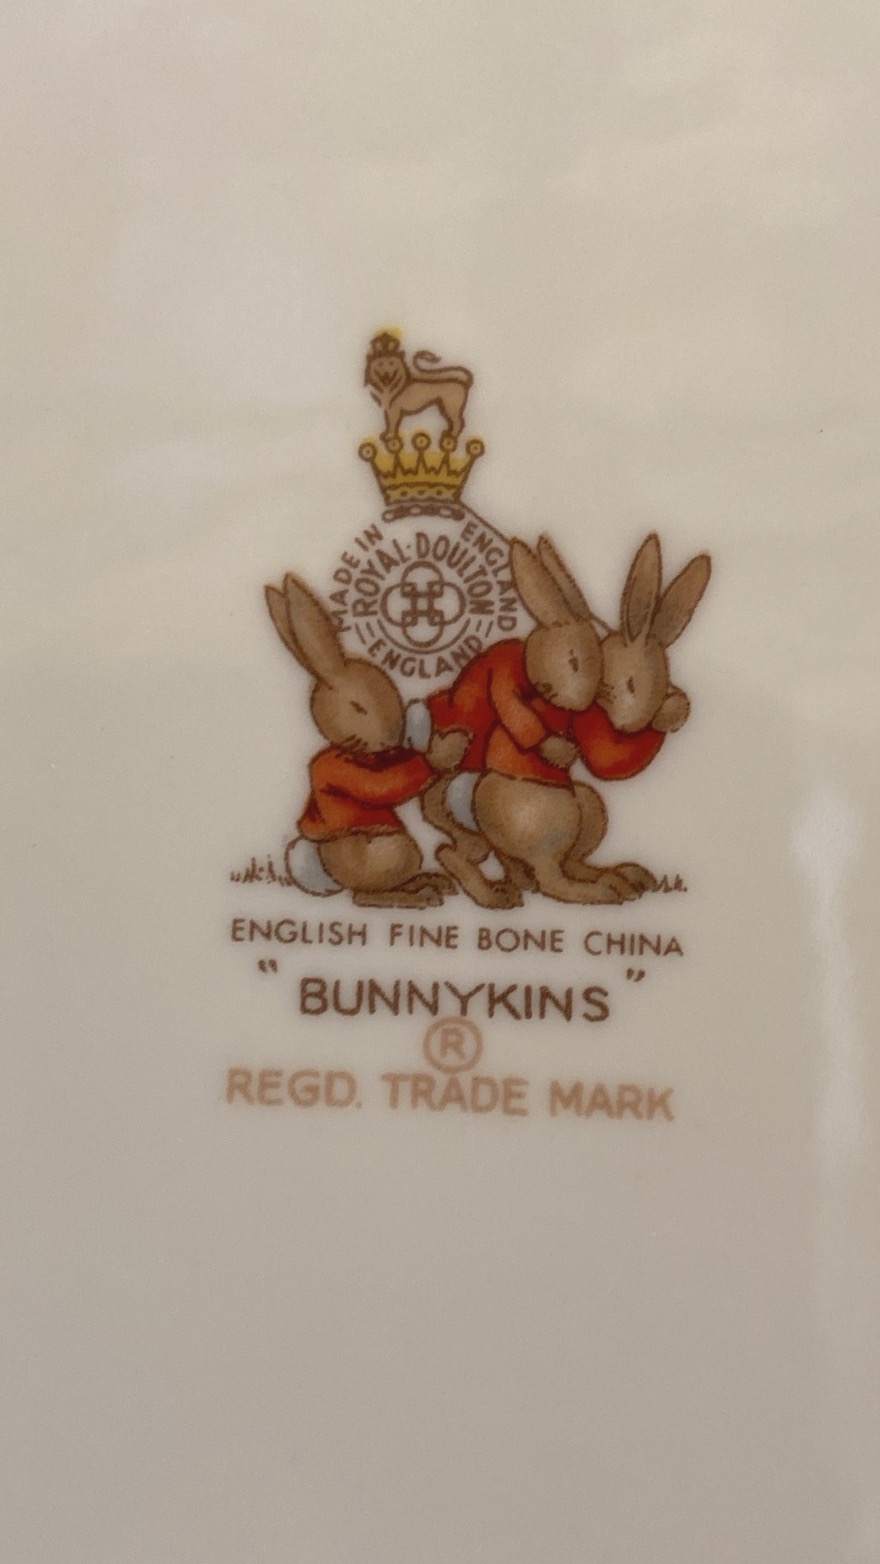 MADE IN ENGLAND
ROYAL·DOULTON
ENGLAND
ENGLISH FINE BONE CHINA
"BUNNYKINS"
®
REGD. TRADE MARK